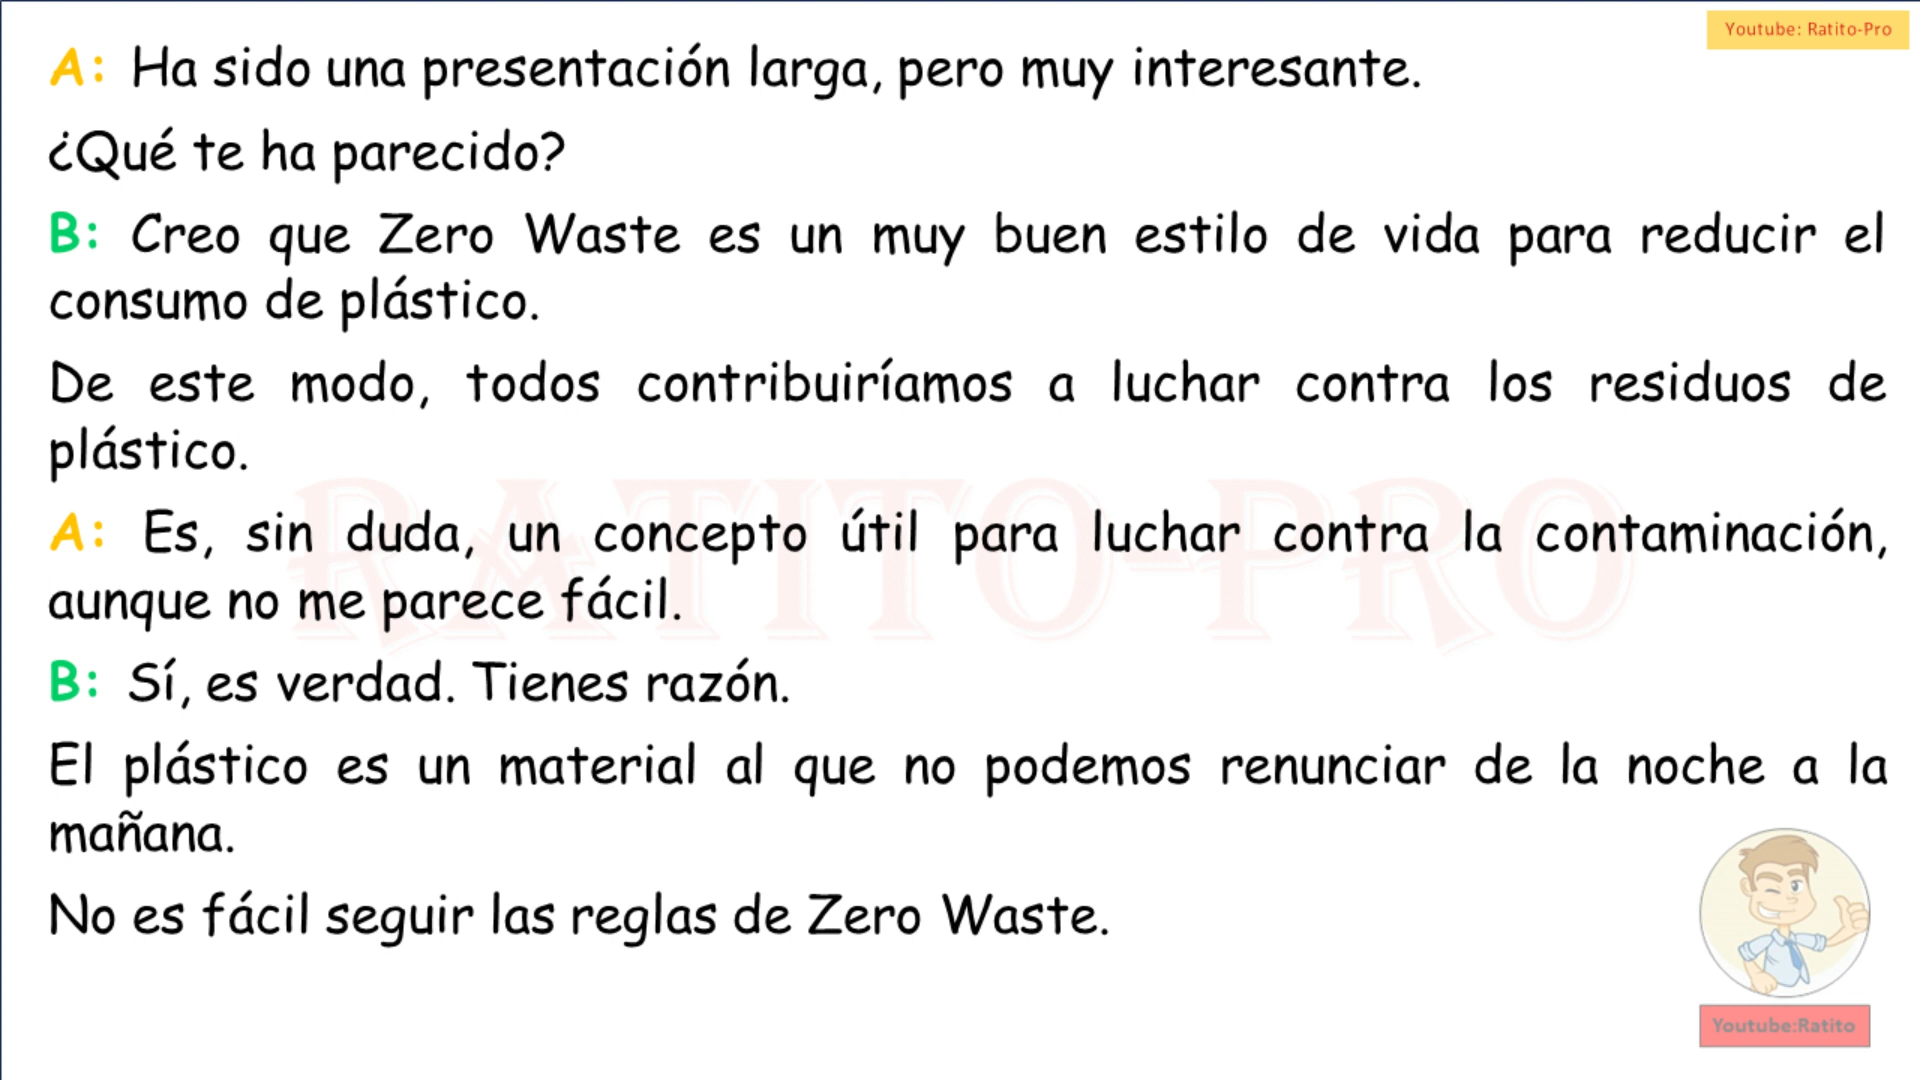 Youtube: Ratito-Pro
A: Ha sido una presentación larga, pero muy interesante.
¿Qué te ha parecido?
B: Creo que Zero Waste es un muy buen estilo de vida para reducir el
consumo de plástico.
De este modo, todos contribuiríamos a luchar contra los residuos de
plástico.
A: Es, sin duda, un concepto útil para luchar contra la contaminación,
aunque no me parece fácil.
RATITO-PRO
B: Sí, es verdad. Tienes razón.
El plástico es un material al que no podemos renunciar de la noche a la
mañana.
No es fácil seguir las reglas de Zero Waste.
Youtube:Ratito